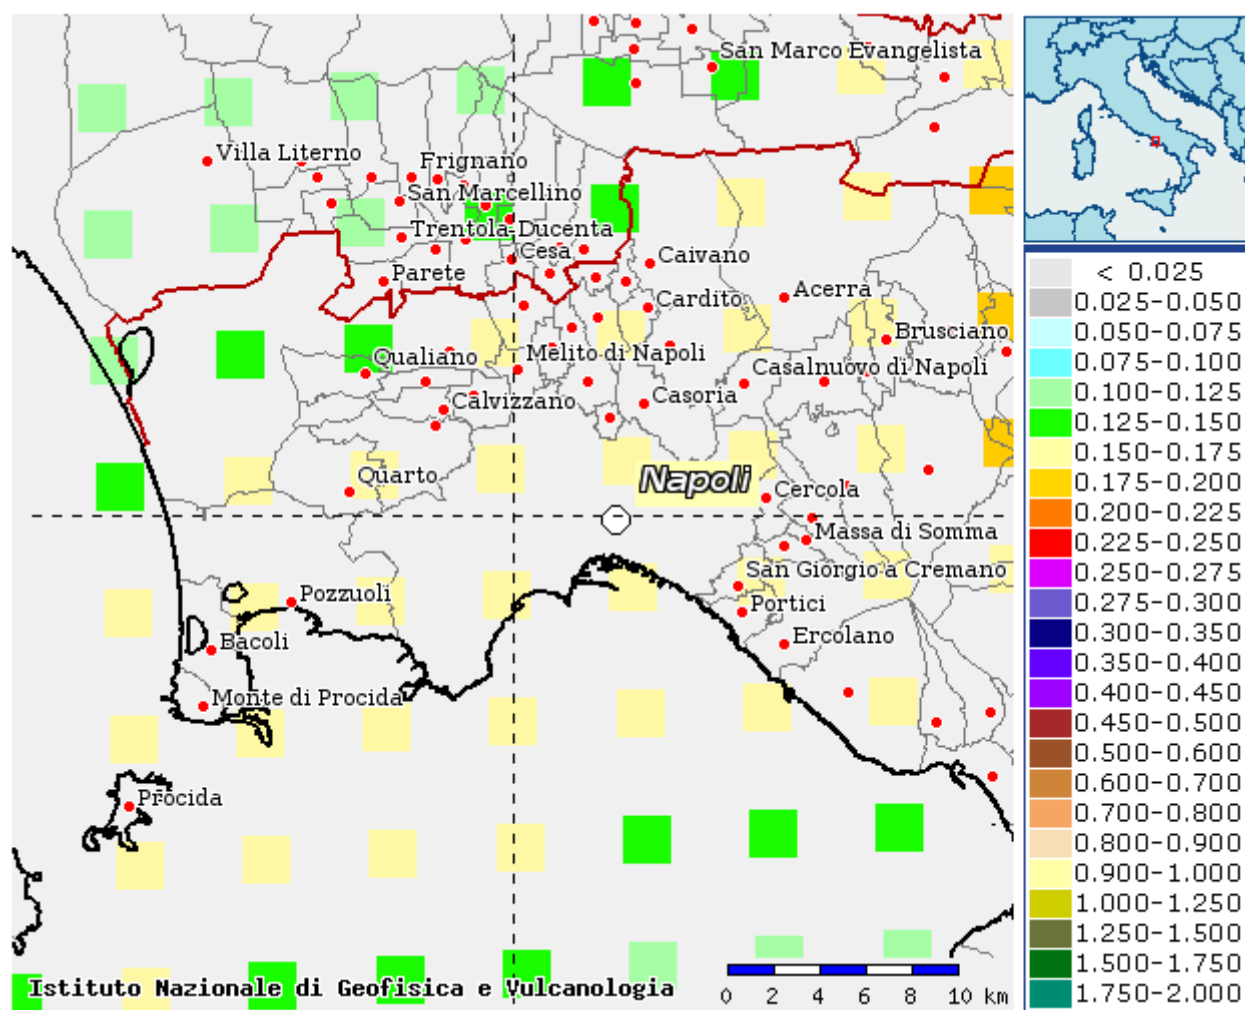 San Marco Evangelista
Villa Literno
Frignano
San Marcellino
Trentola-Ducenta
Cesa
Caivano
Parete
Cardito
Acerra
Brusciano
Qualiano
Melito di Napoli
Casalnuovo di Napoli
Calvizzano
Casoria
Quarto
Napoli
Cercola
Massa di Somma
San Giorgio a Cremano
Pozzuoli
Portici
Bacoli
Ercolano
Monte di Procida
Procida
Istituto Nazionale di Geofisica e Vulcanologia
0 2 4 6 8 10 km
< 0.025
0.025-0.050
0.050-0.075
0.075-0.100
0.100-0.125
0.125-0.150
0.150-0.175
0.175-0.200
0.200-0.225
0.225-0.250
0.250-0.275
0.275-0.300
0.300-0.350
0.350-0.400
0.400-0.450
0.450-0.500
0.500-0.600
0.600-0.700
0.700-0.800
0.800-0.900
0.900-1.000
1.000-1.250
1.250-1.500
1.500-1.750
1.750-2.000